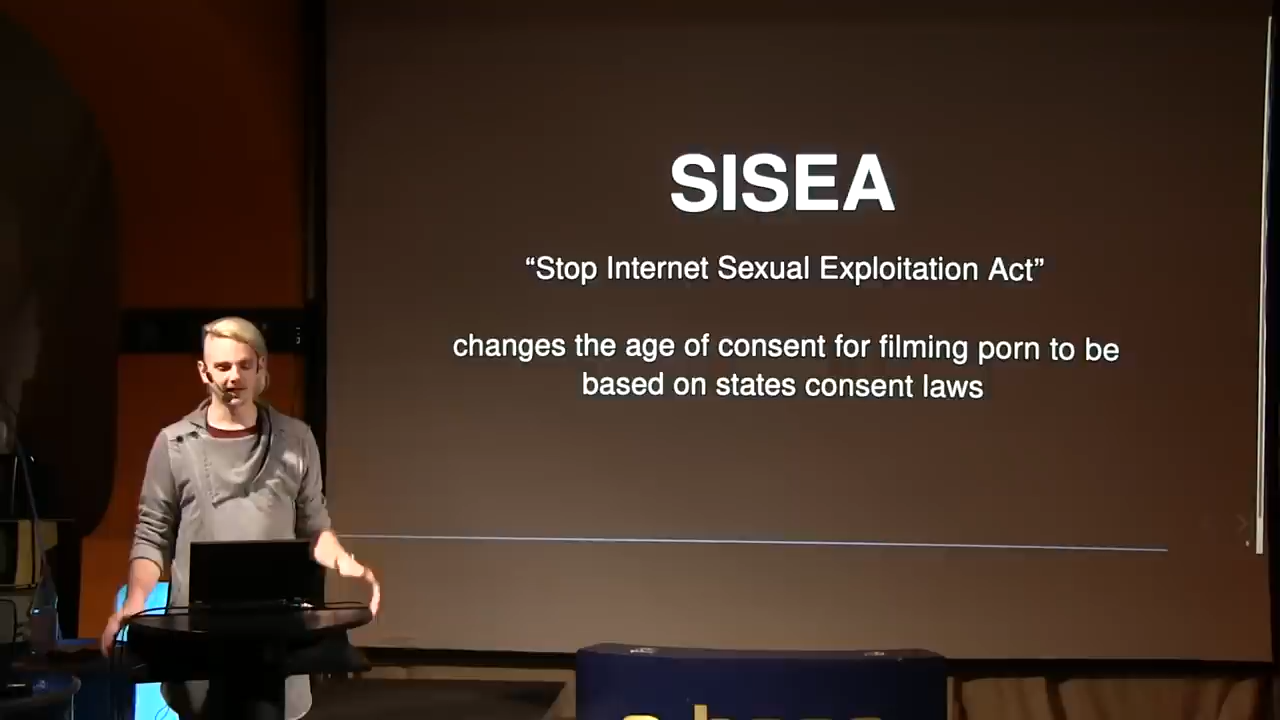 SISEA
“Stop Internet Sexual Exploitation Act”
changes the age of consent for filming porn to be
based on states consent laws